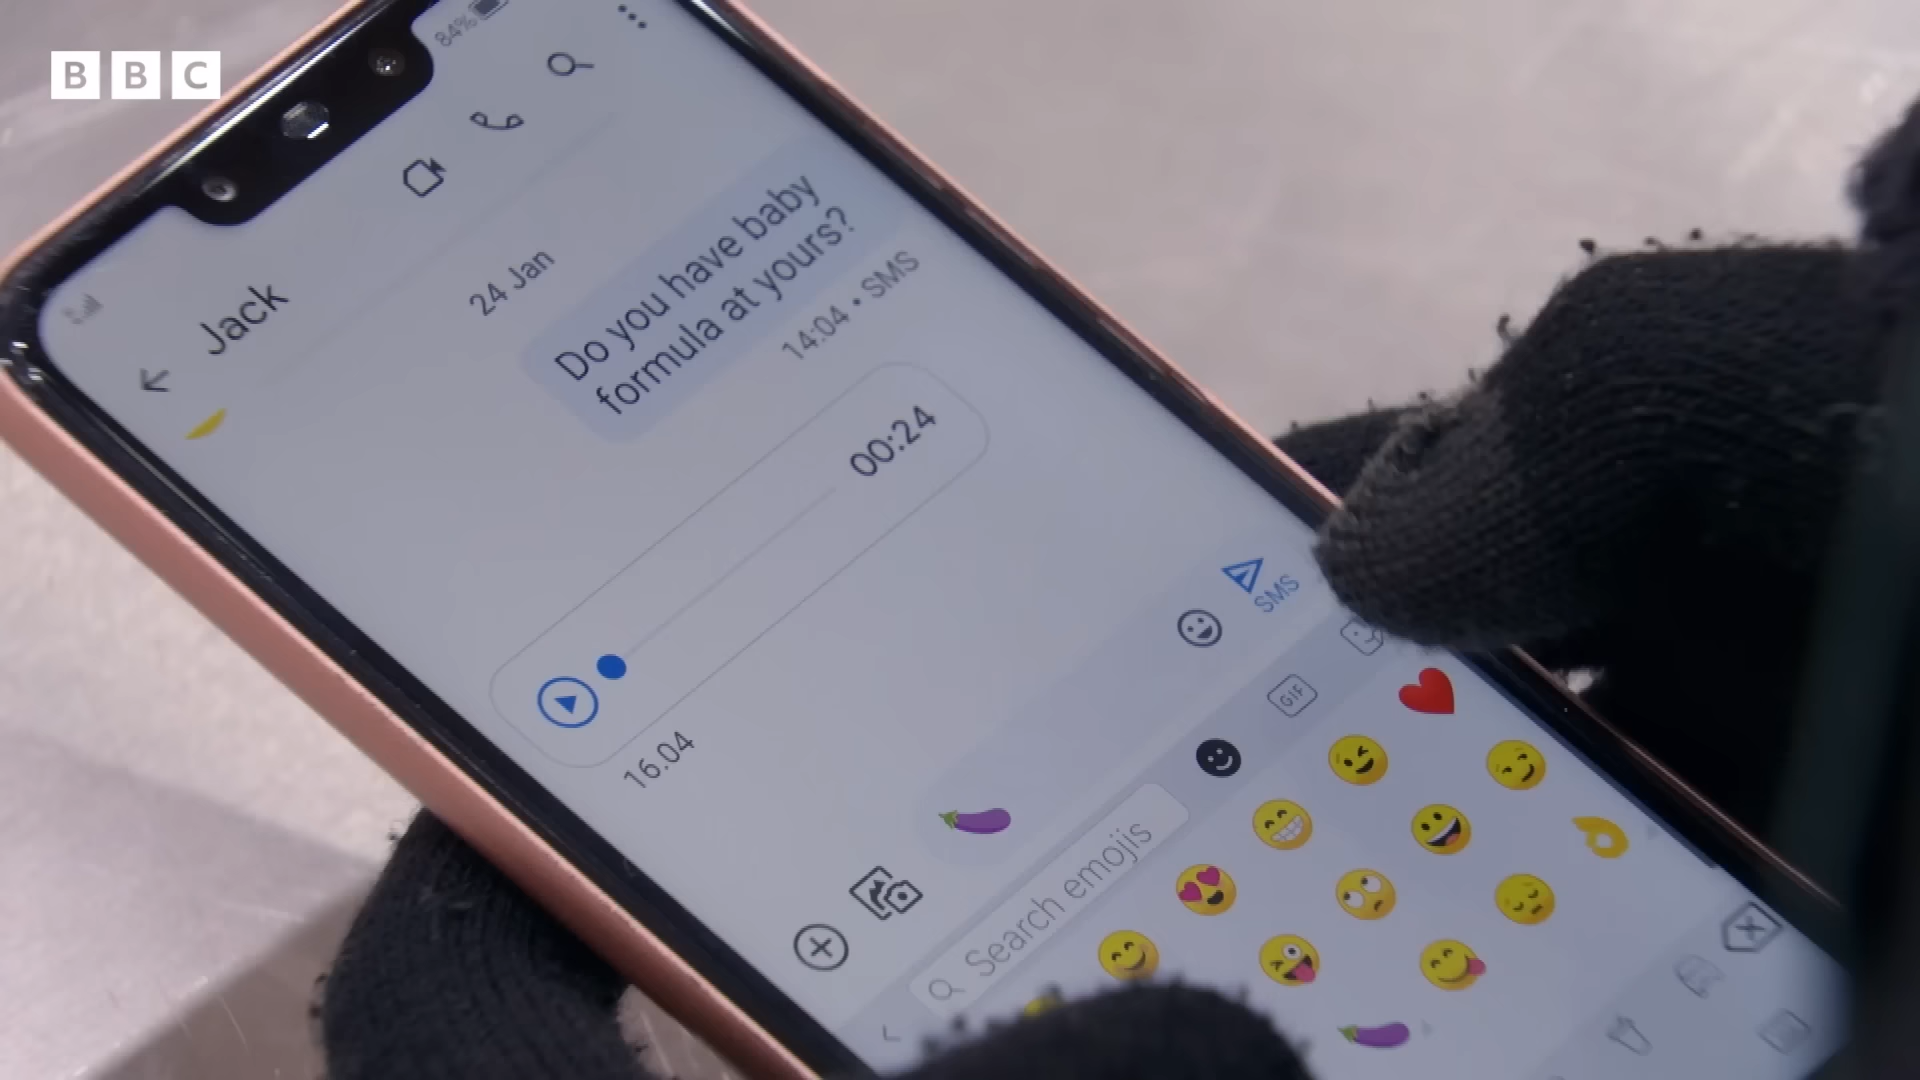 BBC
84%
Jack
24 Jan
Do you have baby
formula at yours?
14:04 • SMS
00:24
16.04
SMS
GIF
Search emojis